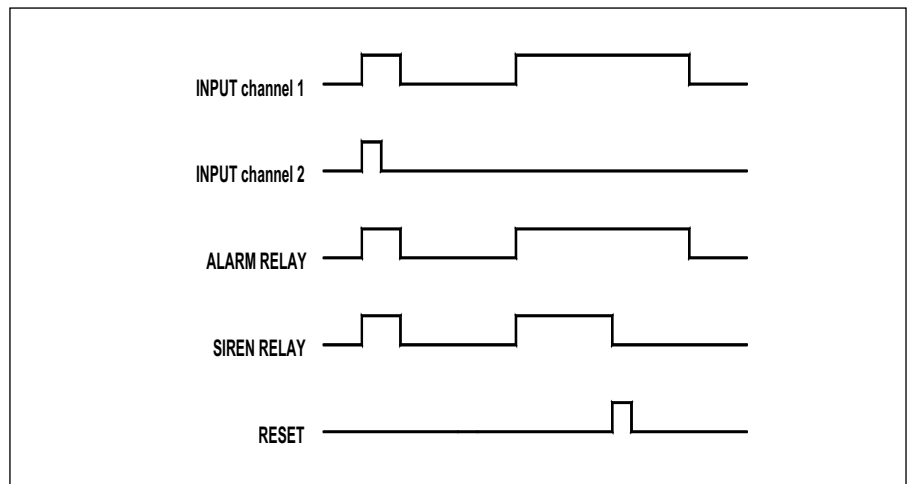 INPUT channel 1
INPUT channel 2
ALARM RELAY
SIREN RELAY
RESET